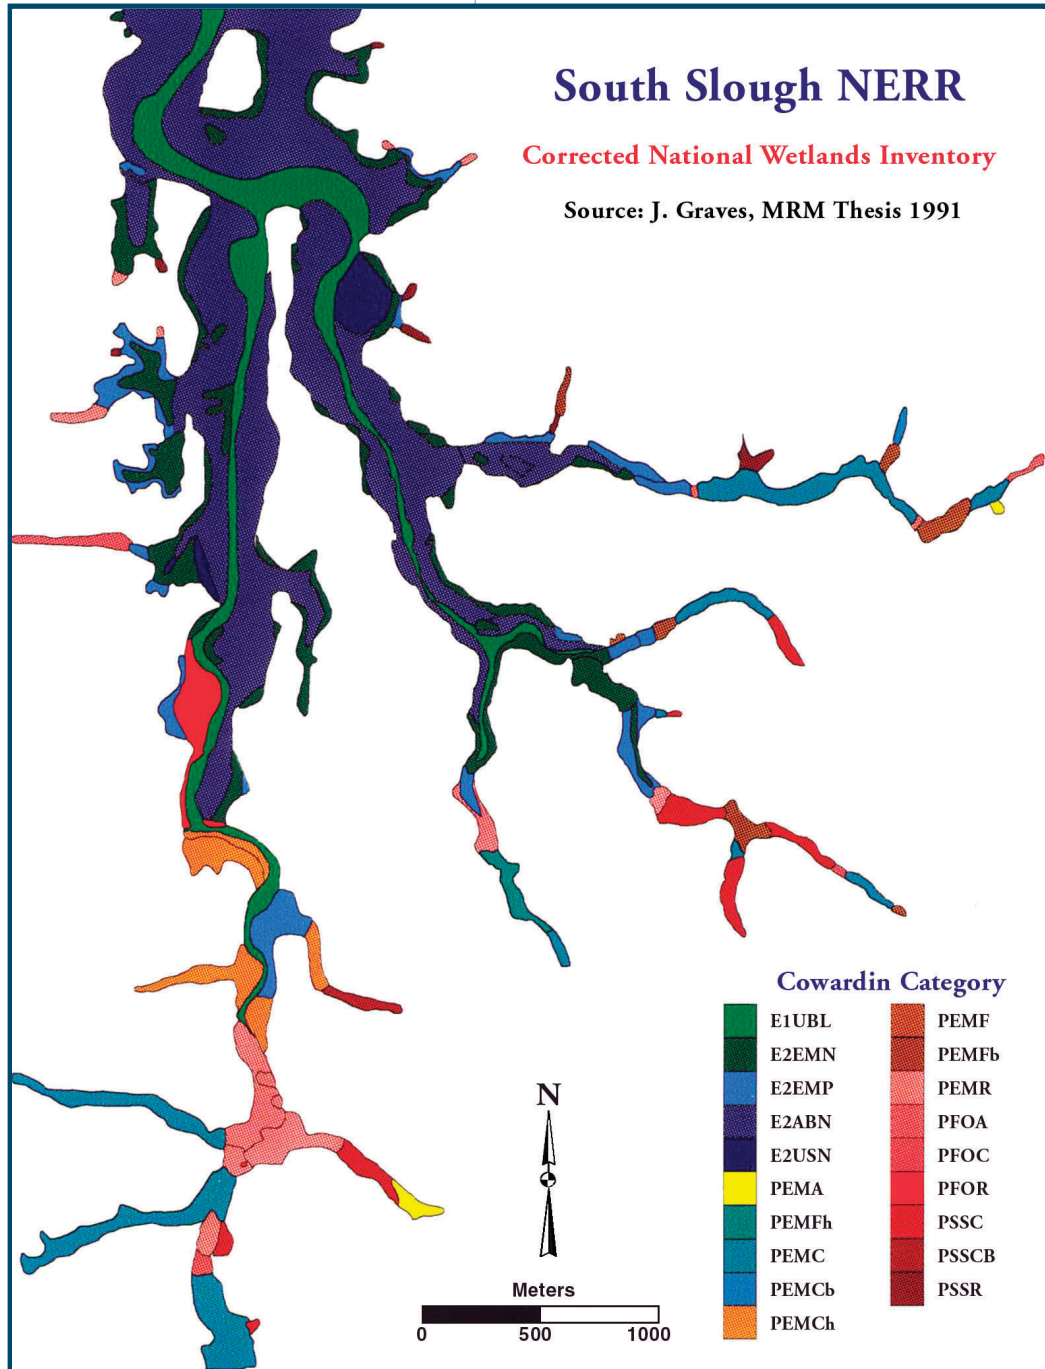 South Slough NERR
Corrected National Wetlands Inventory
Source: J. Graves, MRM Thesis 1991
Cowardin Category
E1UBL
E2EMN
E2EMP
E2ABN
E2USN
PEMA
PEMFh
PEMC
PEMCb
PEMCh
PEMF
PEMFb
PEMR
PFOA
PFOC
PFOR
PSSC
PSSCB
PSSR
N
Meters
0 500 1000